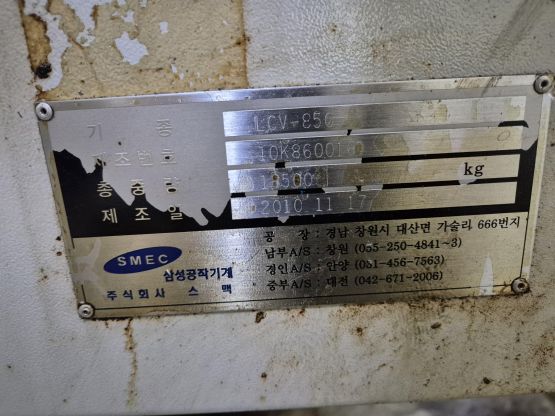 기 종 LCV-850
제조번호 10K8600
총중량 kg
제조일 2010 11 17
SMEC
삼성공작기계
주식회사 스맥
공 장 : 경남 창원시 대산면 가술리 666번지
남부A/S : 창원 (055-250-4841~3)
경인A/S : 안양 (031-456-7563)
중부A/S : 대전 (042-671-2006)